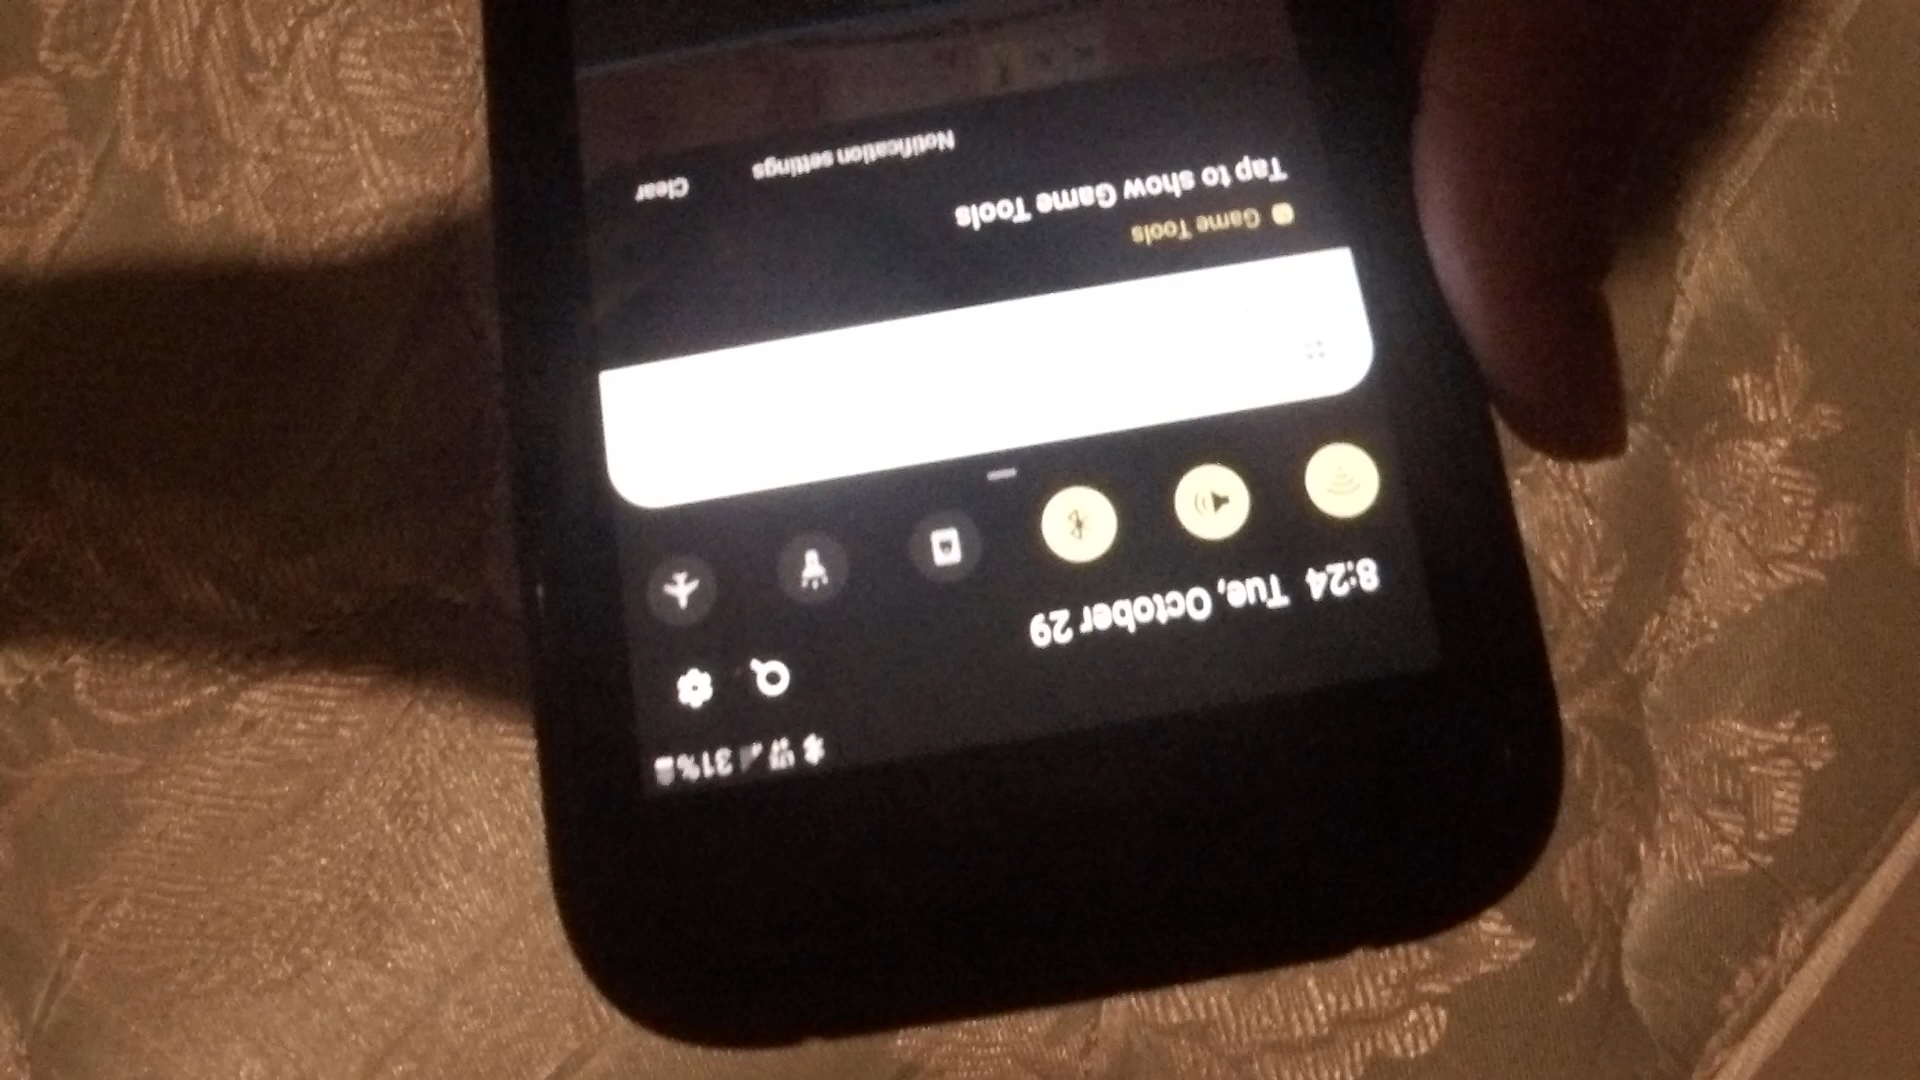 31%
8:24 Tue, October 29
Game Tools
Tap to show Game Tools
Notification settings
Clear